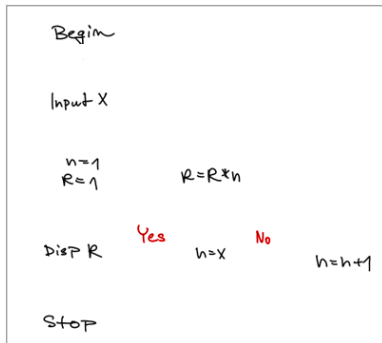 Begin
Input X
n=1
R=1
R=R*n
Yes
No
Disp R
n=x
n=n+1
Stop